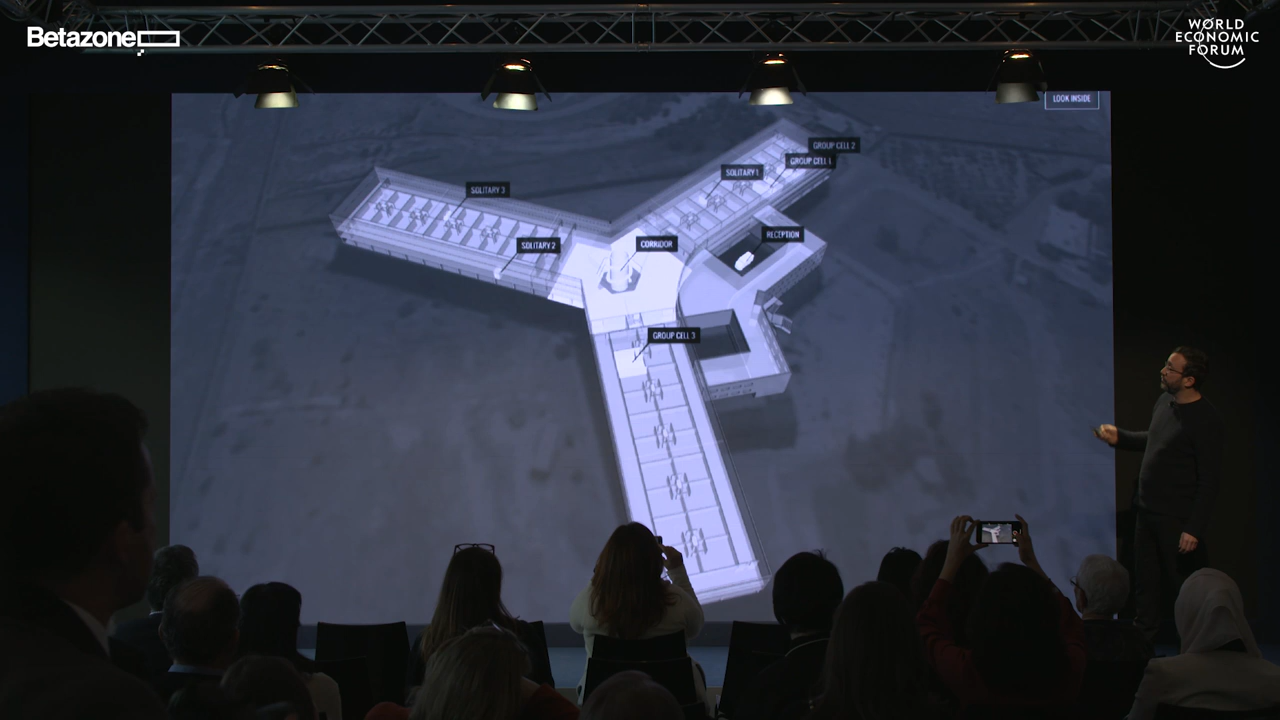 Betazone
WORLD
ECONOMIC
FORUM
LOOK INSIDE
GROUP CELL 2
GROUP CELL 1
SOLITARY 1
SOLITARY 3
RECEPTION
CORRIDOR
SOLITARY 2
GROUP CELL 3